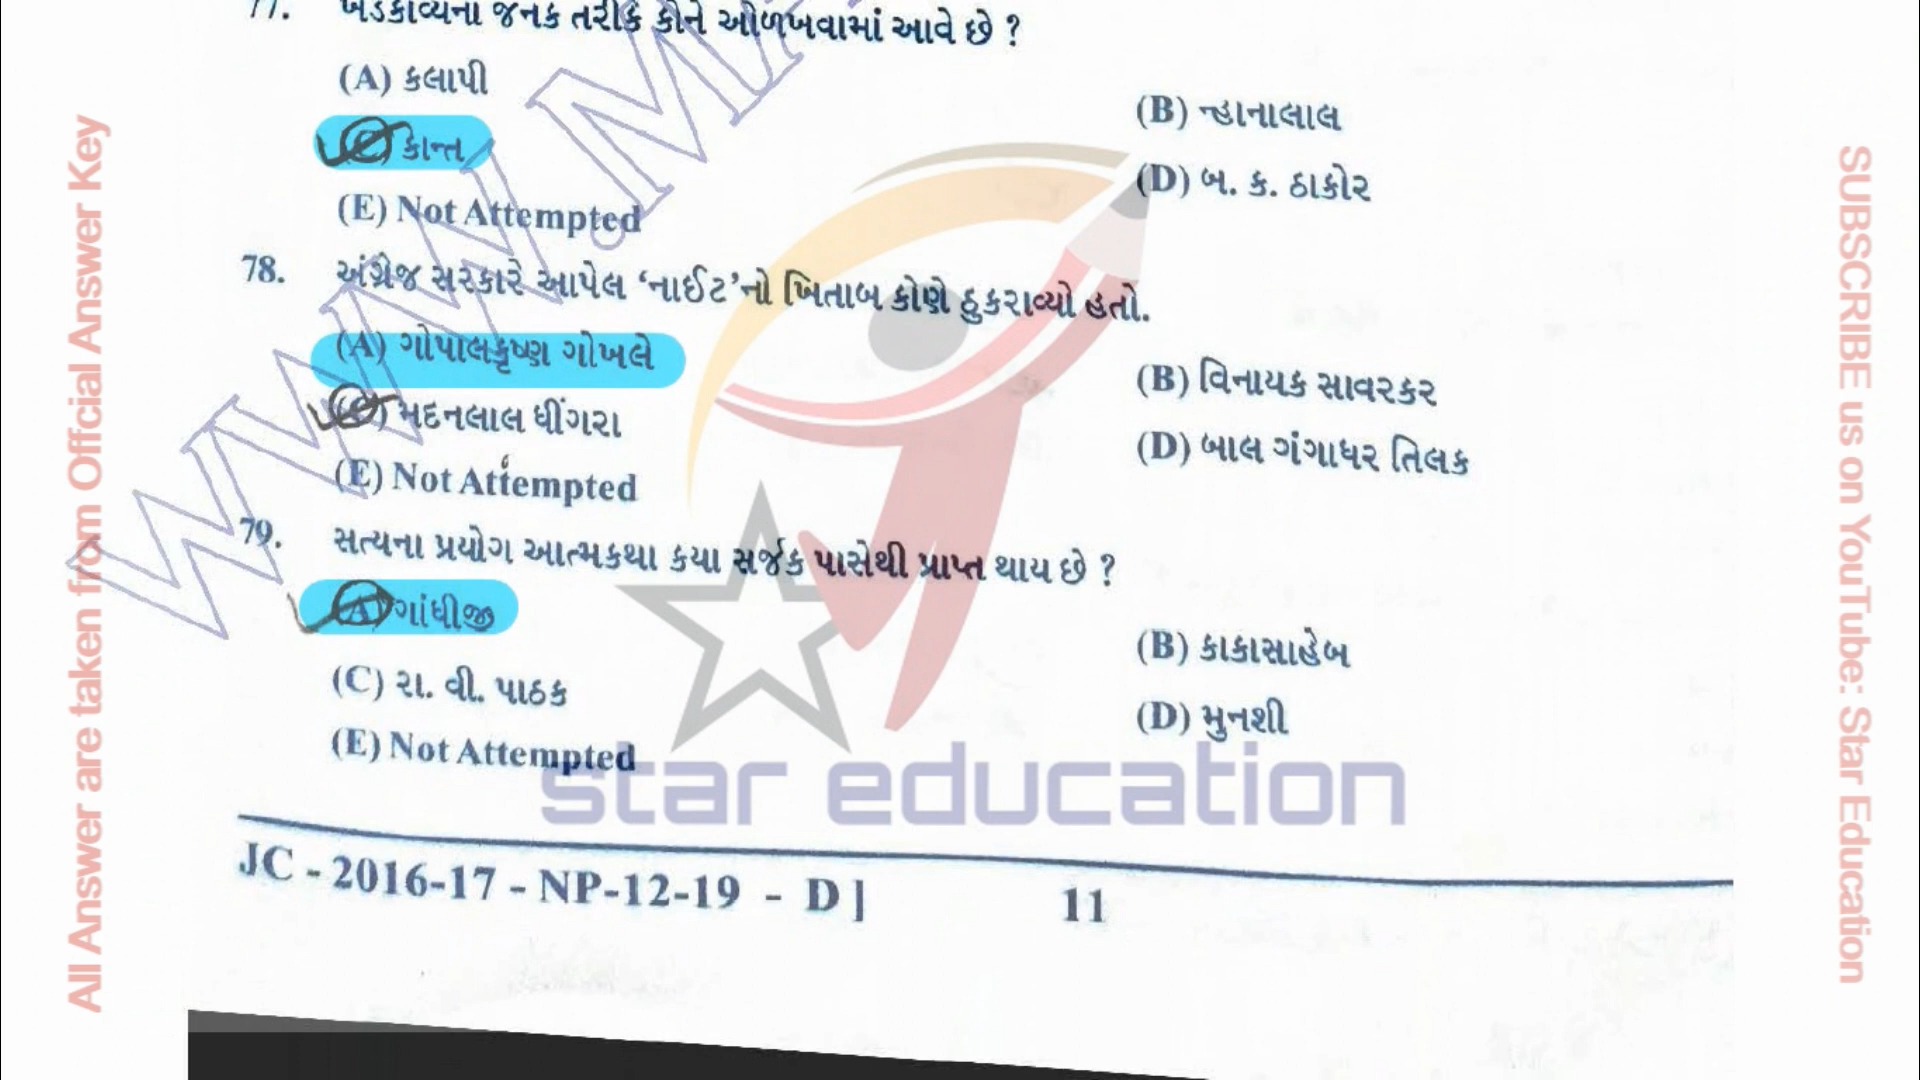 77. ખંડકાવ્યના જનક તરીકે કોને ઓળખવામાં આવે છે ?
(A) કલાપી
(B) ન્હાનાલાલ
(C) કાન્ત
(D) બ. ક. ઠાકોર
(E) Not Attempted
78. અંગ્રેજ સરકારે આપેલ ‘નાઈટ’નો ખિતાબ કોણે ઠુકરાવ્યો હતો.
(A) ગોપાલકૃષ્ણ ગોખલે
(B) વિનાયક સાવરકર
(C) મદનલાલ ધીંગરા
(D) બાલ ગંગાધર તિલક
(E) Not Attempted
79. સત્યના પ્રયોગ આત્મકથા કયા સર્જક પાસેથી પ્રાપ્ત થાય છે ?
(A) ગાંધીજી
(B) કાકાસાહેબ
(C) રા. વી. પાઠક
(D) મુનશી
(E) Not Attempted
star education
JC - 2016-17 - NP-12-19 - D ]
11
All Answer are taken from Offcial Answer Key
SUBSCRIBE us on YouTube: Star Education
WWW.M